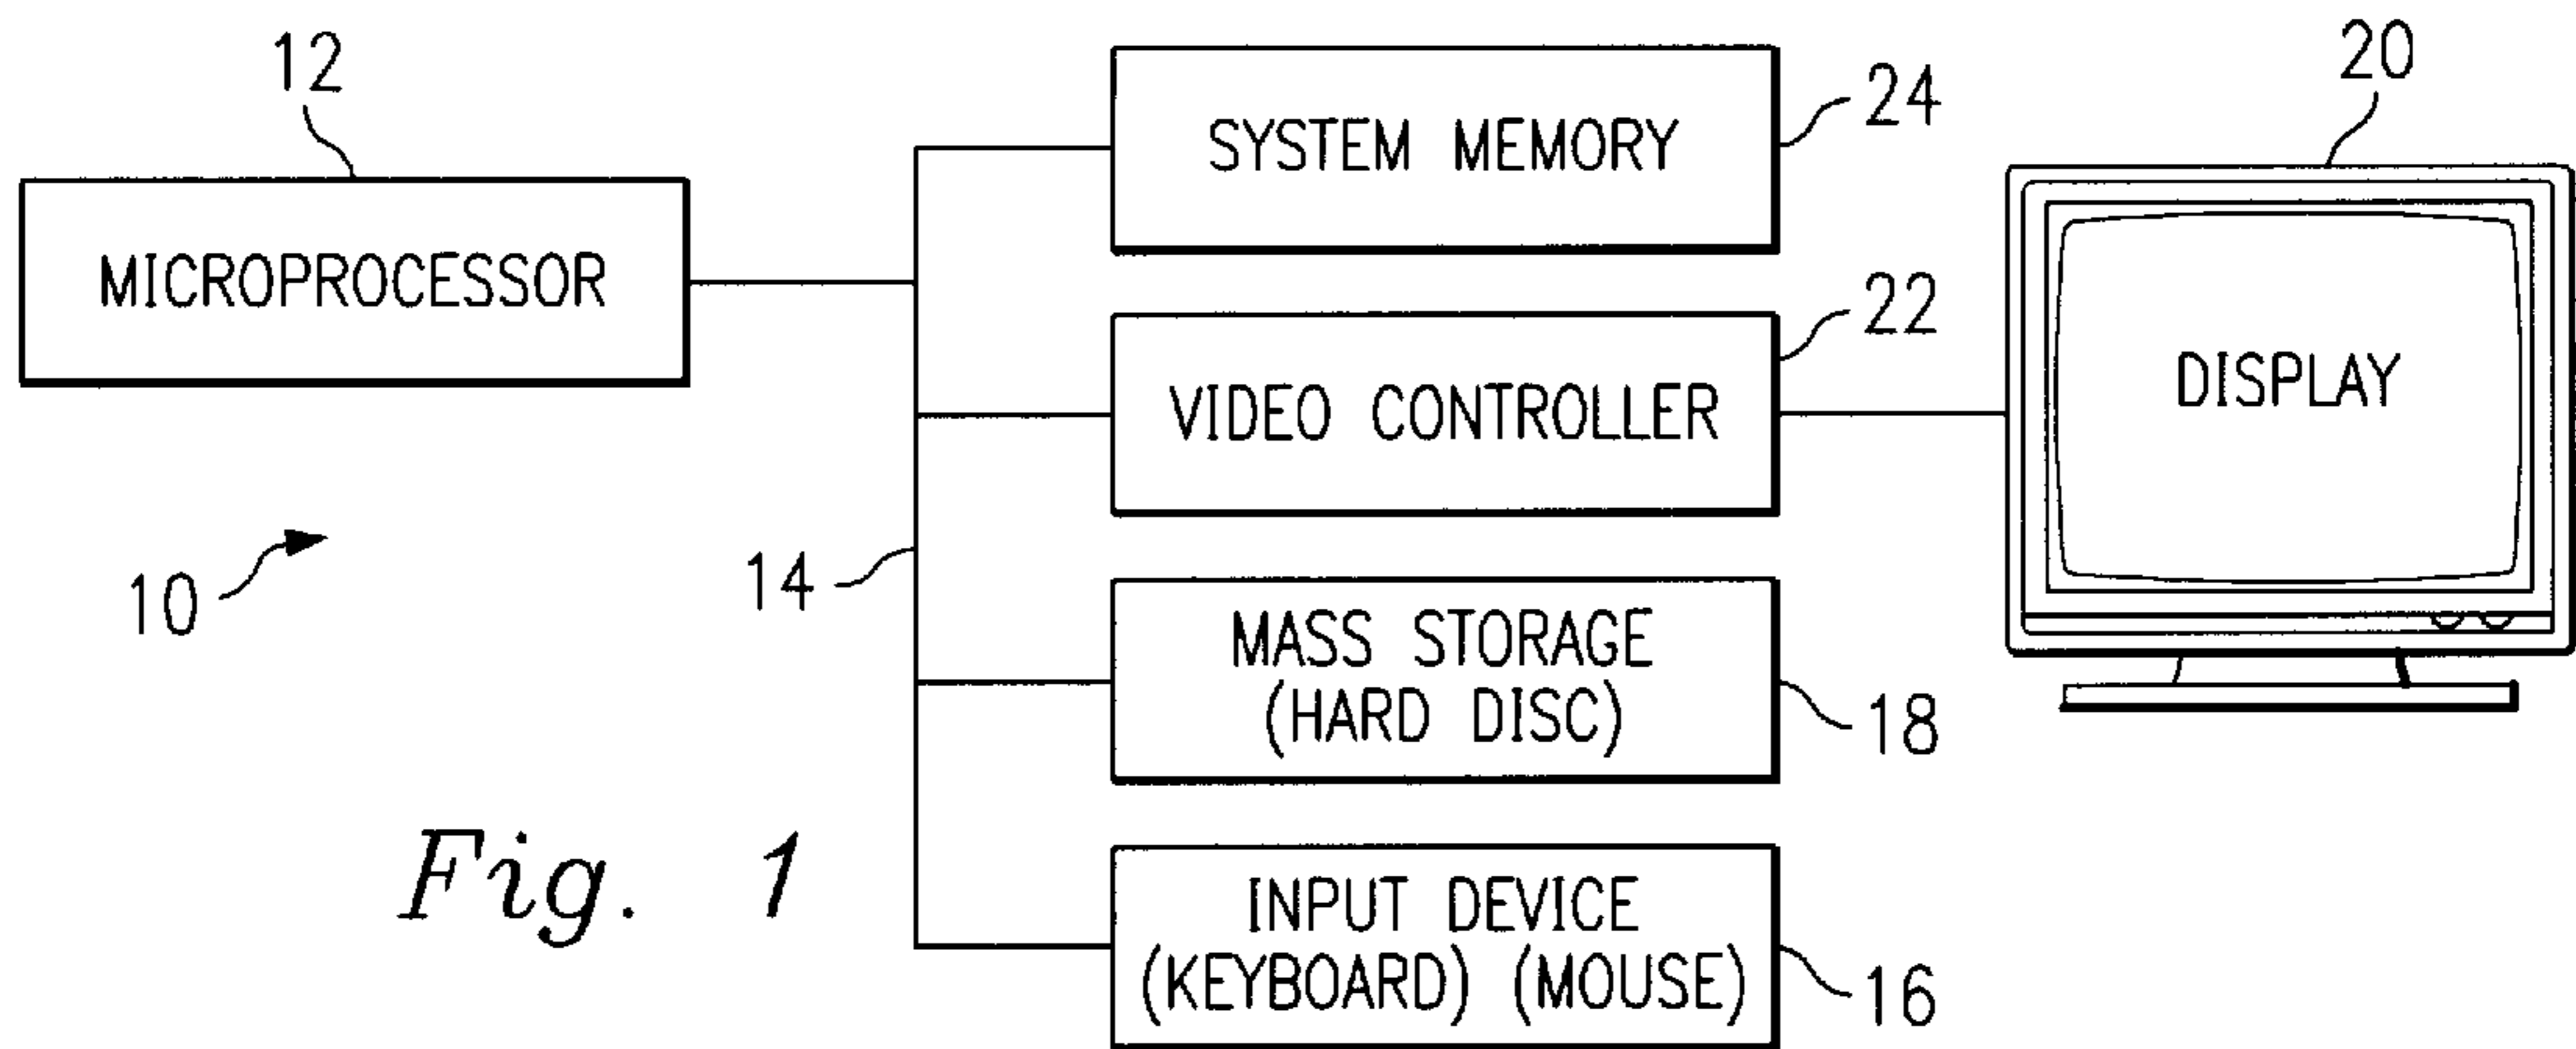 12
MICROPROCESSOR
10
14
SYSTEM MEMORY
24
VIDEO CONTROLLER
22
MASS STORAGE
(HARD DISC)
18
INPUT DEVICE
(KEYBOARD) (MOUSE)
16
20
DISPLAY
Fig. 1